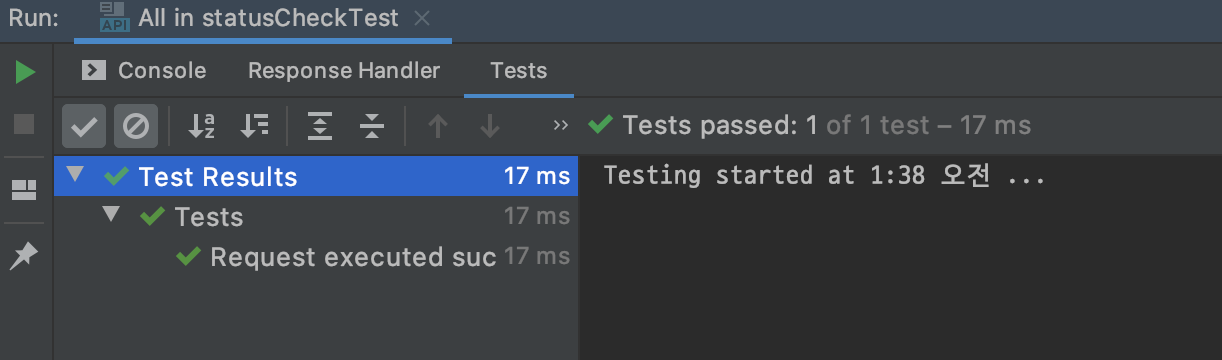 Run: API All in statusCheckTest
Console Response Handler Tests
Tests passed: 1 of 1 test – 17 ms
Test Results 17 ms
Testing started at 1:38 오전 ...
Tests 17 ms
Request executed suc 17 ms